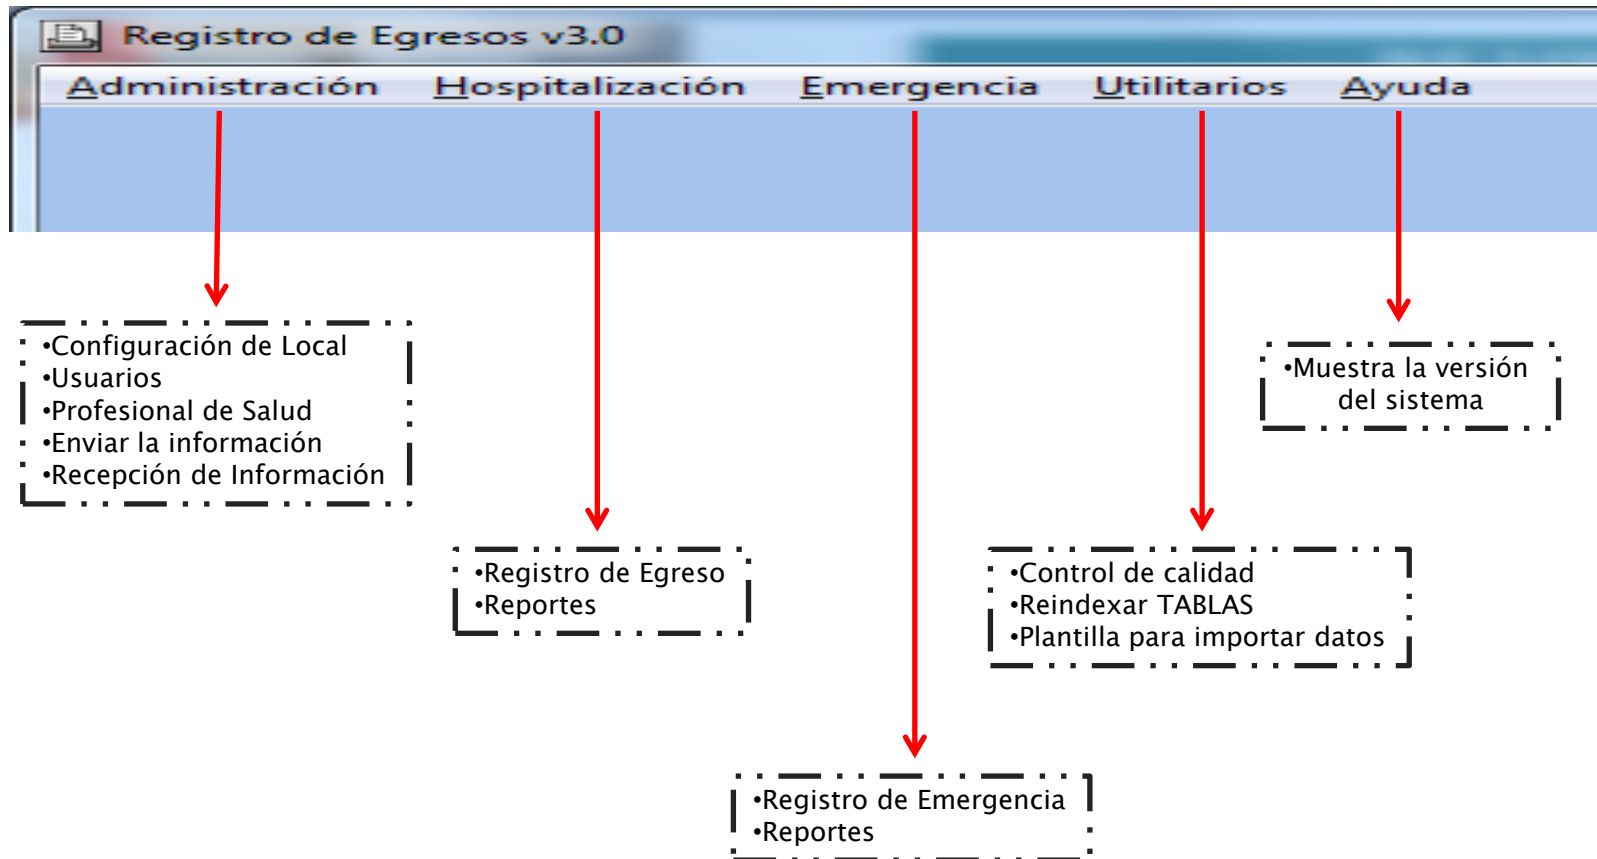 Registro de Egresos v3.0
Administración Hospitalización Emergencia Utilitarios Ayuda
•Configuración de Local
•Usuarios
•Profesional de Salud
•Enviar la información
•Recepción de Información
•Muestra la versión
del sistema
•Registro de Egreso
•Reportes
•Control de calidad
•Reindexar TABLAS
•Plantilla para importar datos
•Registro de Emergencia
•Reportes